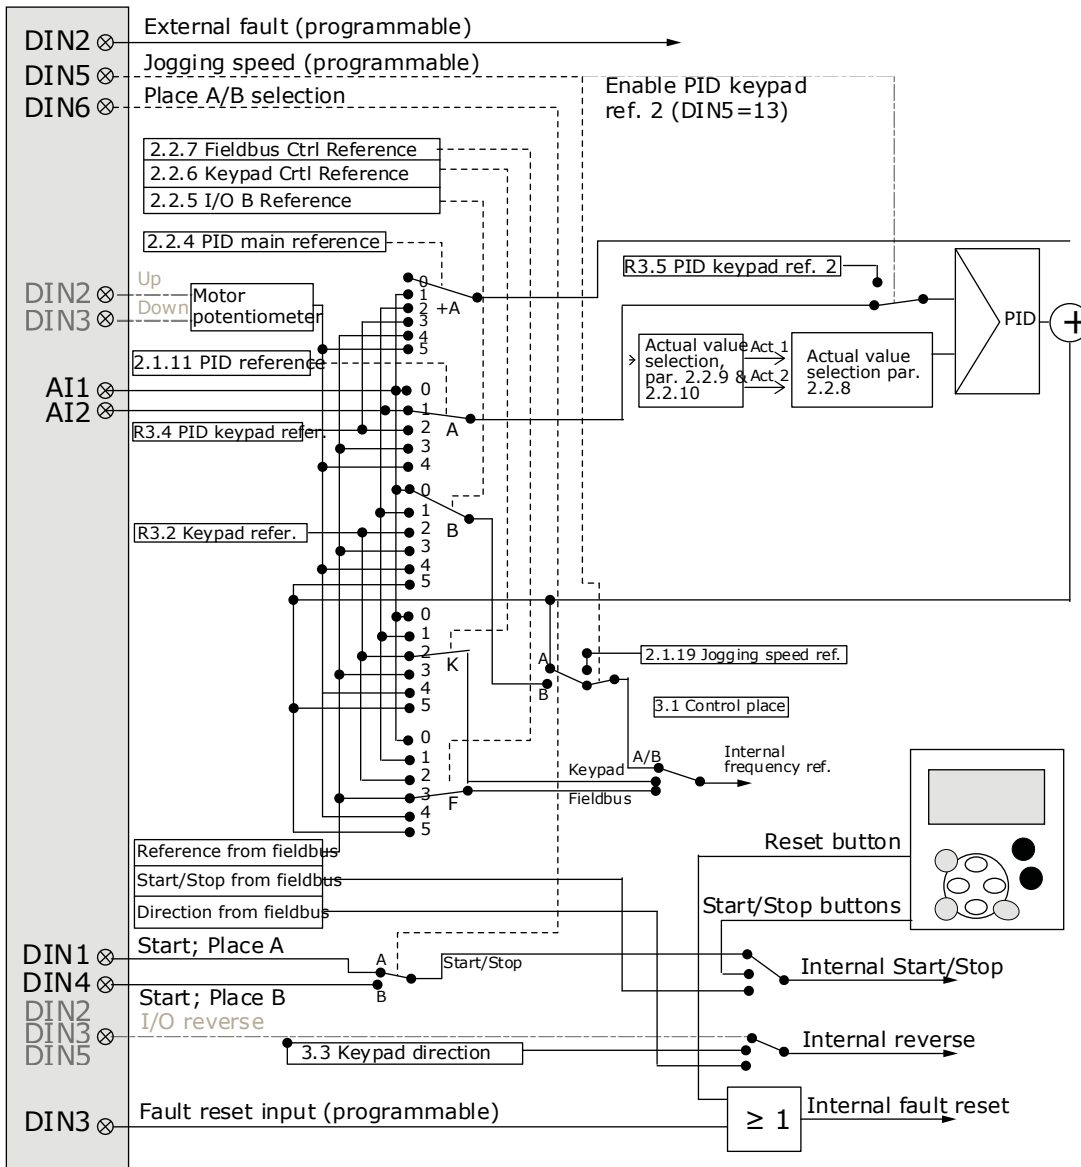 DIN2
External fault (programmable)
DIN5
Jogging speed (programmable)
DIN6
Place A/B selection
Enable PID keypad
ref. 2 (DIN5=13)
2.2.7 Fieldbus Ctrl Reference
2.2.6 Keypad Crtl Reference
2.2.5 I/O B Reference
2.2.4 PID main reference
R3.5 PID keypad ref. 2
DIN2
Up
DIN3
Down
Motor
potentiometer
0
1
2
3
4
5
+A
PID
+
2.1.11 PID reference
Actual value
selection,
par. 2.2.9 &
2.2.10
Act 1
Act 2
Actual value
selection par.
2.2.8
AI1
AI2
R3.4 PID keypad refer.
0
1
2
3
4
A
R3.2 Keypad refer.
0
1
2
3
4
5
B
0
1
2
3
4
5
K
A
B
2.1.19 Jogging speed ref.
3.1 Control place
0
1
2
3
4
5
F
A/B
Keypad
Fieldbus
Internal
frequency ref.
Reference from fieldbus
Start/Stop from fieldbus
Direction from fieldbus
Reset button
Start/Stop buttons
DIN1
Start; Place A
DIN4
Start; Place B
A
B
Start/Stop
Internal Start/Stop
DIN2
DIN3
DIN5
I/O reverse
3.3 Keypad direction
Internal reverse
DIN3
Fault reset input (programmable)
≥ 1
Internal fault reset